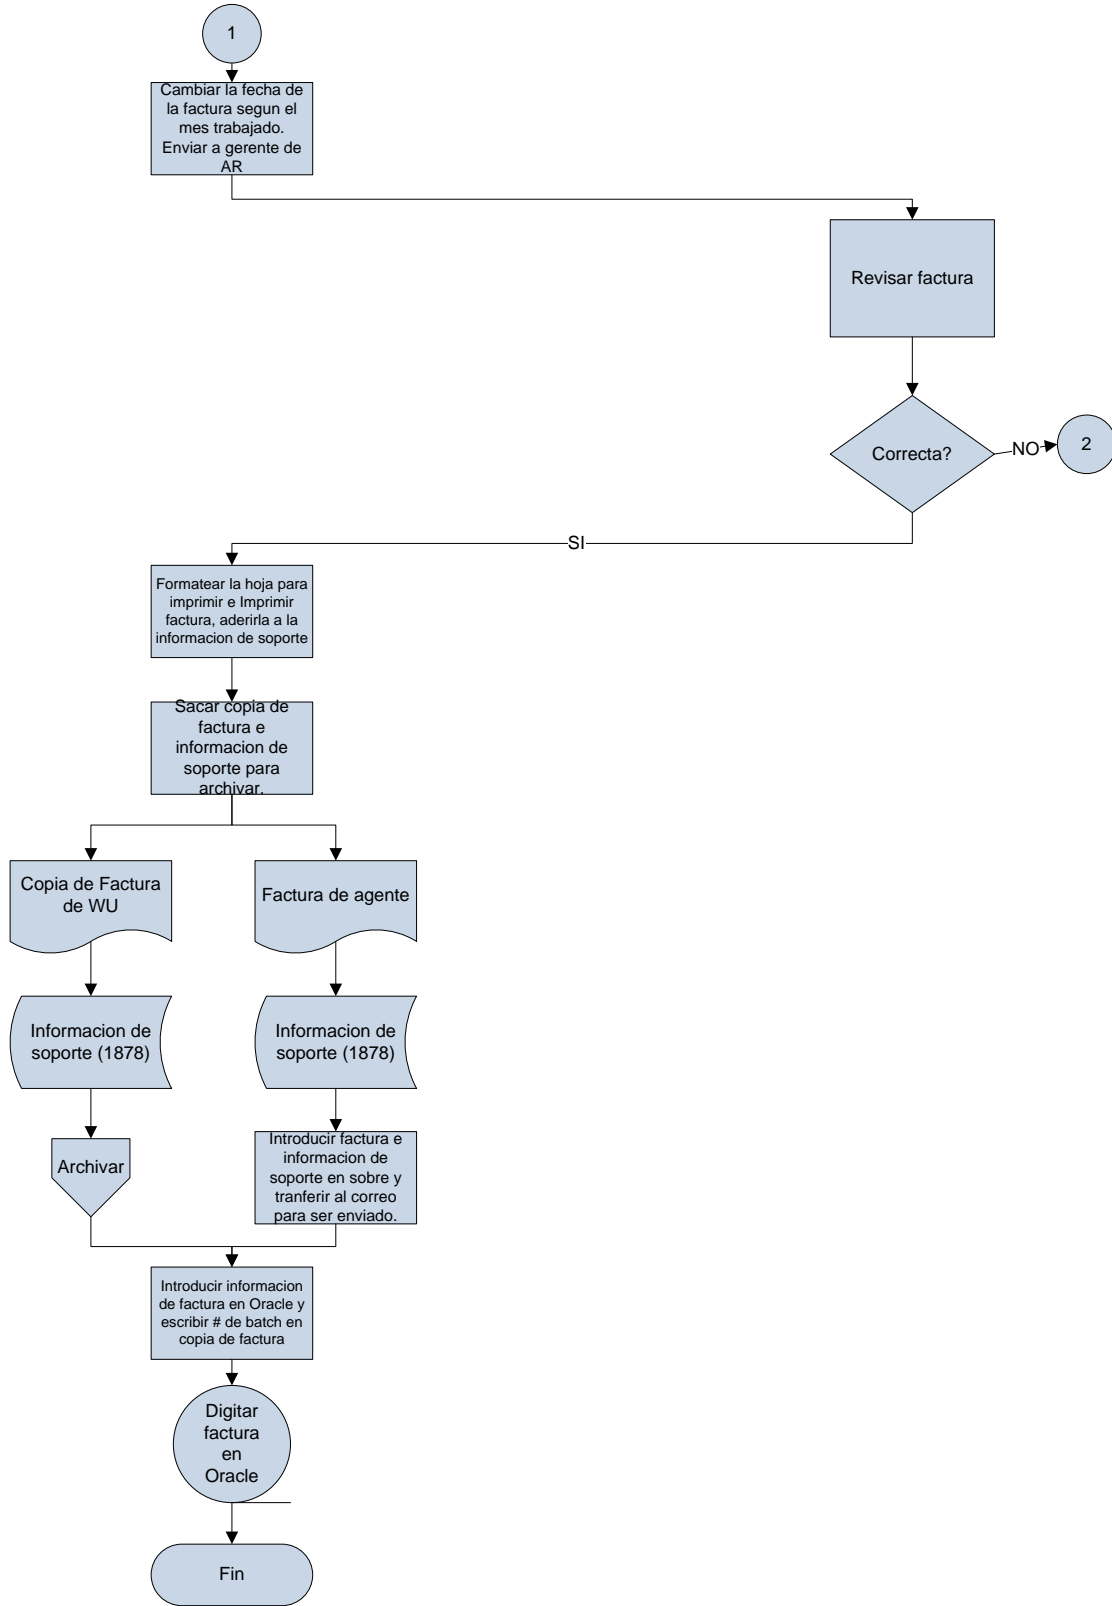 1
Cambiar la fecha de
la factura segun el
mes trabajado.
Enviar a gerente de
AR
Revisar factura
Correcta?
NO
2
SI
Formatear la hoja para
imprimir e Imprimir
factura, aderirla a la
informacion de soporte
Sacar copia de
factura e
informacion de
soporte para
archivar.
Copia de Factura
de WU
Factura de agente
Informacion de
soporte (1878)
Informacion de
soporte (1878)
Archivar
Introducir factura e
informacion de
soporte en sobre y
tranferir al correo
para ser enviado.
Introducir informacion
de factura en Oracle y
escribir # de batch en
copia de factura
Digitar
factura
en
Oracle
Fin